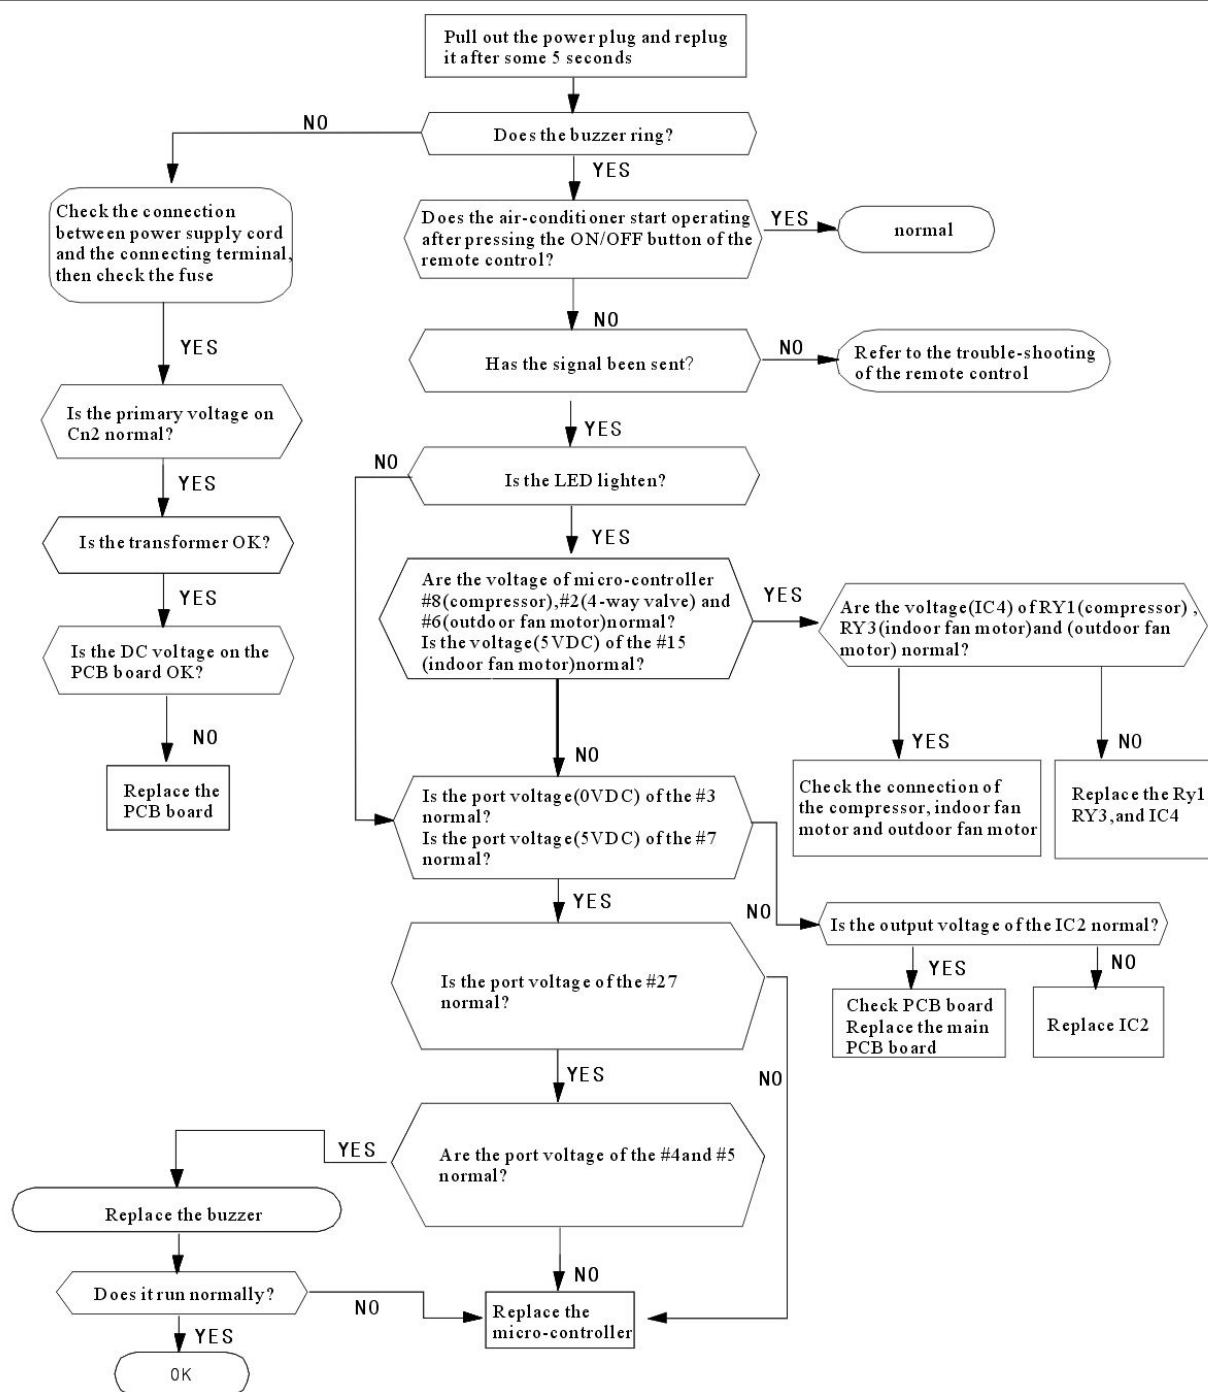 Pull out the power plug and replug
it after some 5 seconds
NO
Does the buzzer ring?
YES
Check the connection
between power supply cord
and the connecting terminal,
then check the fuse
Does the air-conditioner start operating
after pressing the ON/OFF button of the
remote control?
YES
normal
NO
YES
Has the signal been sent?
NO
Refer to the trouble-shooting
of the remote control
Is the primary voltage on
Cn2 normal?
YES
NO
Is the LED lighten?
YES
YES
Is the transformer OK?
YES
Are the voltage of micro-controller
#8(compressor),#2(4-way valve) and
#6(outdoor fan motor)normal?
Is the voltage(5VDC) of the #15
(indoor fan motor)normal?
YES
Are the voltage(IC4) of RY1(compressor) ,
RY3(indoor fan motor)and (outdoor fan
motor) normal?
Is the DC voltage on the
PCB board OK?
NO
NO
YES
NO
Replace the
PCB board
Is the port voltage(0VDC) of the #3
normal?
Is the port voltage(5VDC) of the #7
normal?
Check the connection of
the compressor, indoor fan
motor and outdoor fan motor
Replace the Ry1
RY3,and IC4
YES
NO
Is the output voltage of the IC2 normal?
YES
NO
Is the port voltage of the #27
normal?
Check PCB board
Replace the main
PCB board
Replace IC2
YES
NO
YES
Are the port voltage of the #4and #5
normal?
Replace the buzzer
NO
Does it run normally?
NO
Replace the
micro-controller
YES
OK